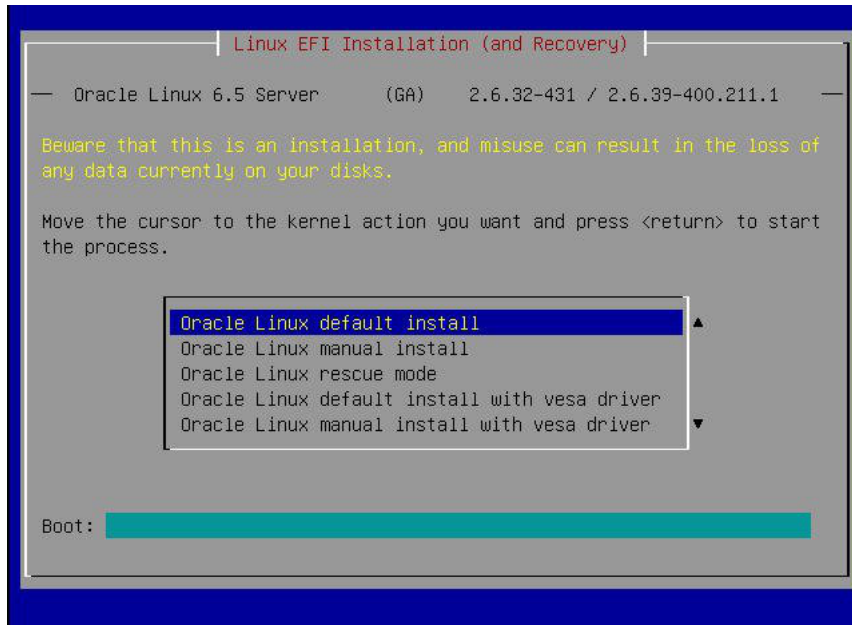 Linux EFI Installation (and Recovery)
Oracle Linux 6.5 Server (GA) 2.6.32-431 / 2.6.39-400.211.1
Beware that this is an installation, and misuse can result in the loss of
any data currently on your disks.
Move the cursor to the kernel action you want and press <return> to start
the process.
Oracle Linux default install
Oracle Linux manual install
Oracle Linux rescue mode
Oracle Linux default install with vesa driver
Oracle Linux manual install with vesa driver
Boot: